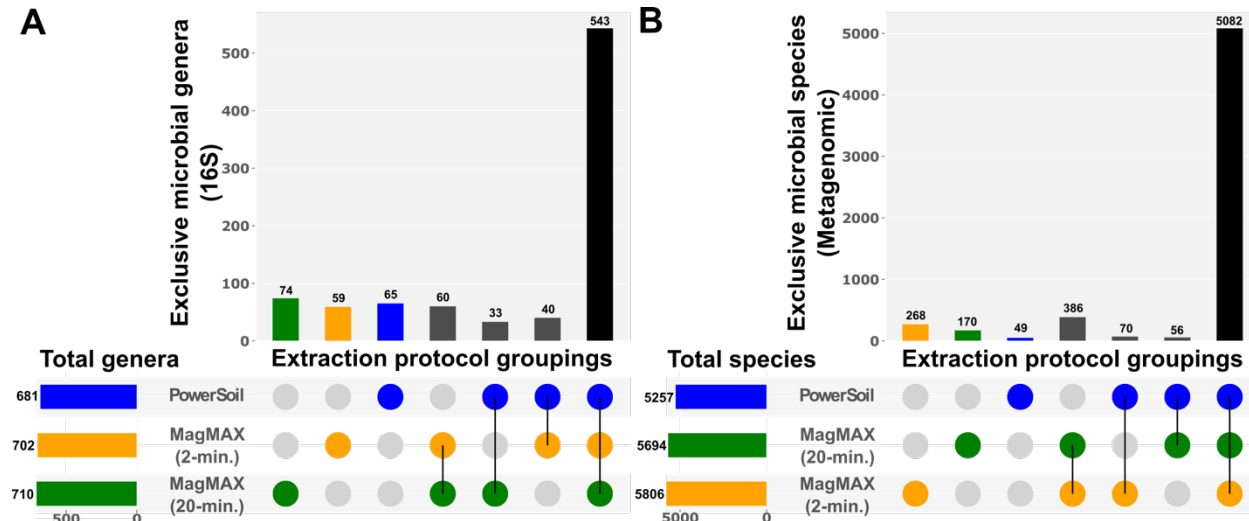 A
Exclusive microbial genera
(16S)
500
400
300
200
100
0
74
59
65
60
33
40
543
Total genera
Extraction protocol groupings
681
PowerSoil
702
MagMAX
(2-min.)
710
MagMAX
(20-min.)
500
0
B
Exclusive microbial species
(Metagenomic)
5000
4000
3000
2000
1000
0
268
170
49
386
70
56
5082
Total species
Extraction protocol groupings
5257
PowerSoil
5694
MagMAX
(20-min.)
5806
MagMAX
(2-min.)
5000
0